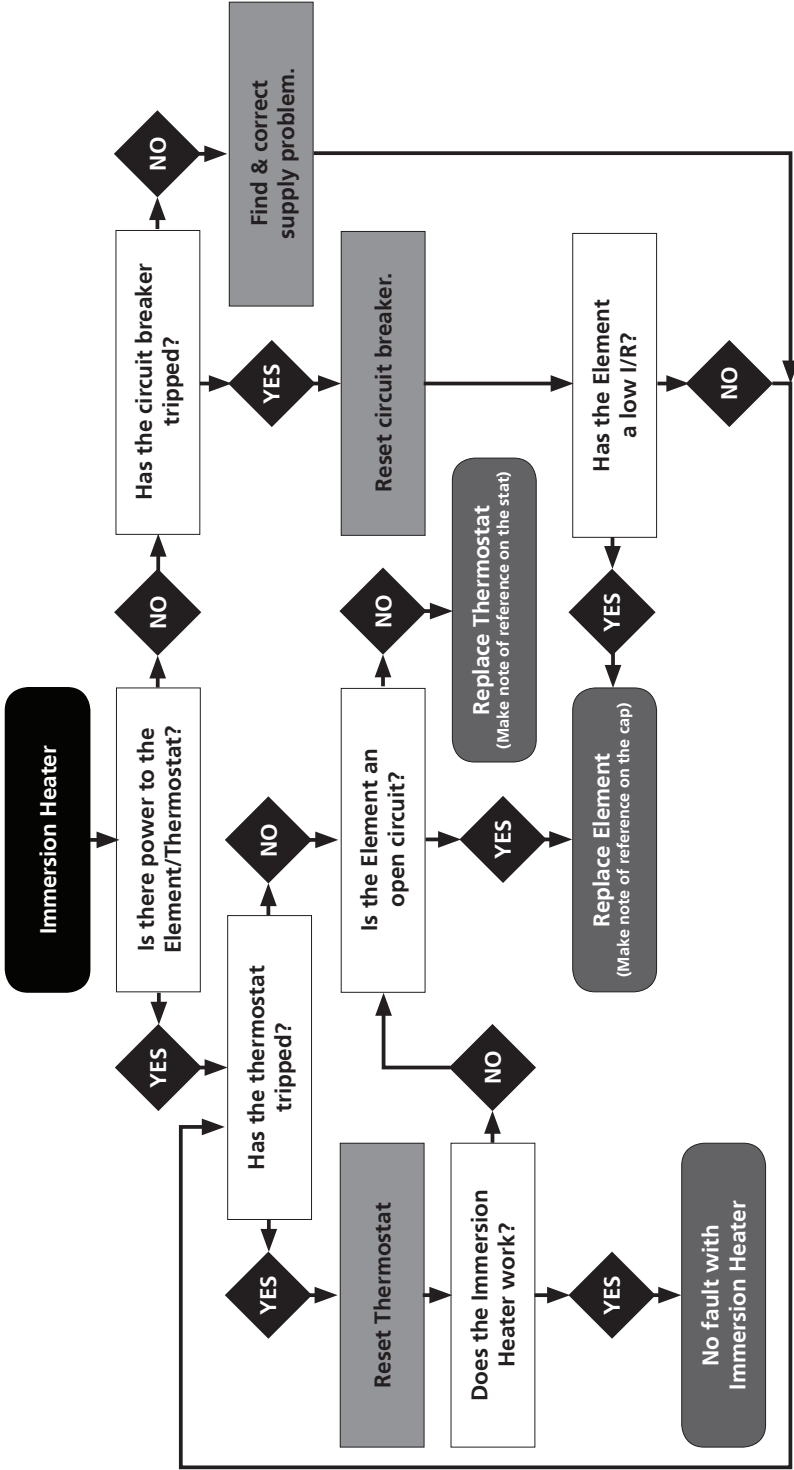 Immersion Heater
Is there power to the
Element/Thermostat?
YES
NO
Has the circuit breaker
tripped?
NO
Find & correct
supply problem.
YES
Reset circuit breaker.
Has the Element
a low I/R?
YES
NO
Has the thermostat
tripped?
YES
NO
Reset Thermostat
Does the Immersion
Heater work?
YES
NO
No fault with
Immersion Heater
Is the Element an
open circuit?
YES
NO
Replace Thermostat
(Make note of reference on the stat)
Replace Element
(Make note of reference on the cap)